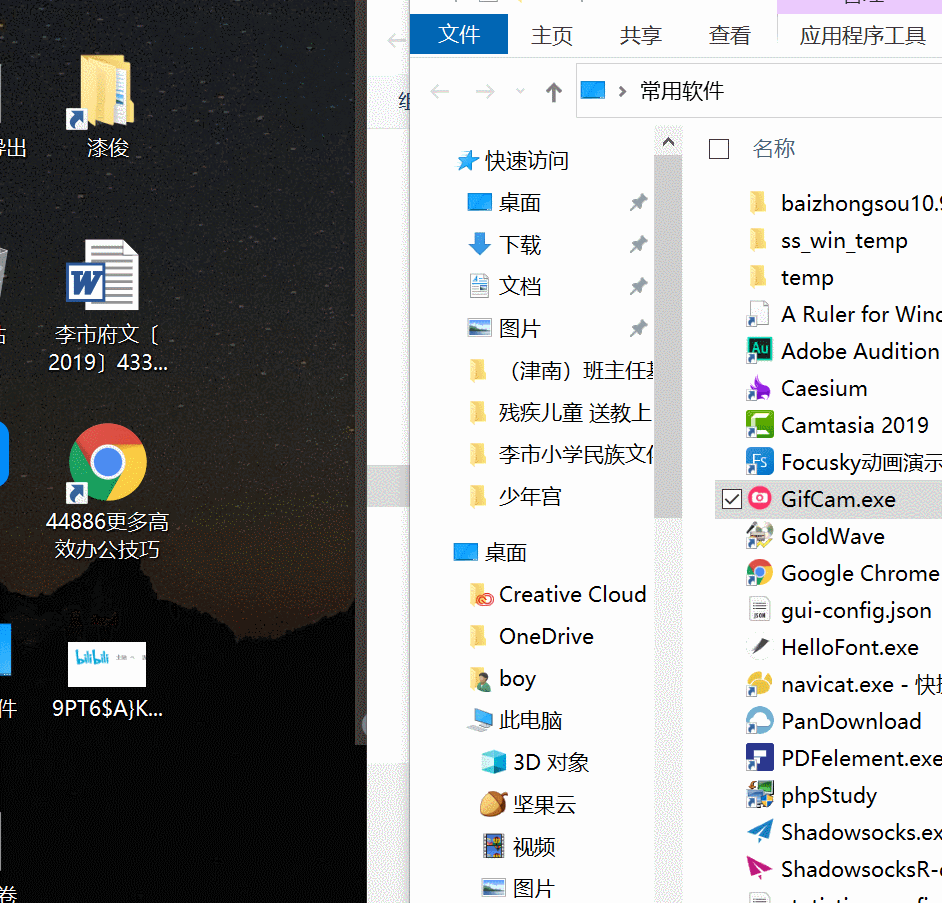 漆俊
李市府文〔
2019〕433...
44886更多高
效办公技巧
bilibili
9PT6$A}K...
文件
主页
共享
查看
应用程序工具
常用软件
快速访问
桌面
下载
文档
图片
（津南）班主任
残疾儿童 送教上
李市小学民族文
少年宫
桌面
Creative Cloud
OneDrive
boy
此电脑
3D 对象
坚果云
视频
图片
名称
baizhongsou10.9
ss_win_temp
temp
A Ruler for Wind
Adobe Audition
Caesium
Camtasia 2019
Focusky动画演示
GifCam.exe
GoldWave
Google Chrome
gui-config.json
HelloFont.exe
navicat.exe - 快
PanDownload
PDFelement.exe
phpStudy
Shadowsocks.ex
ShadowsocksR-